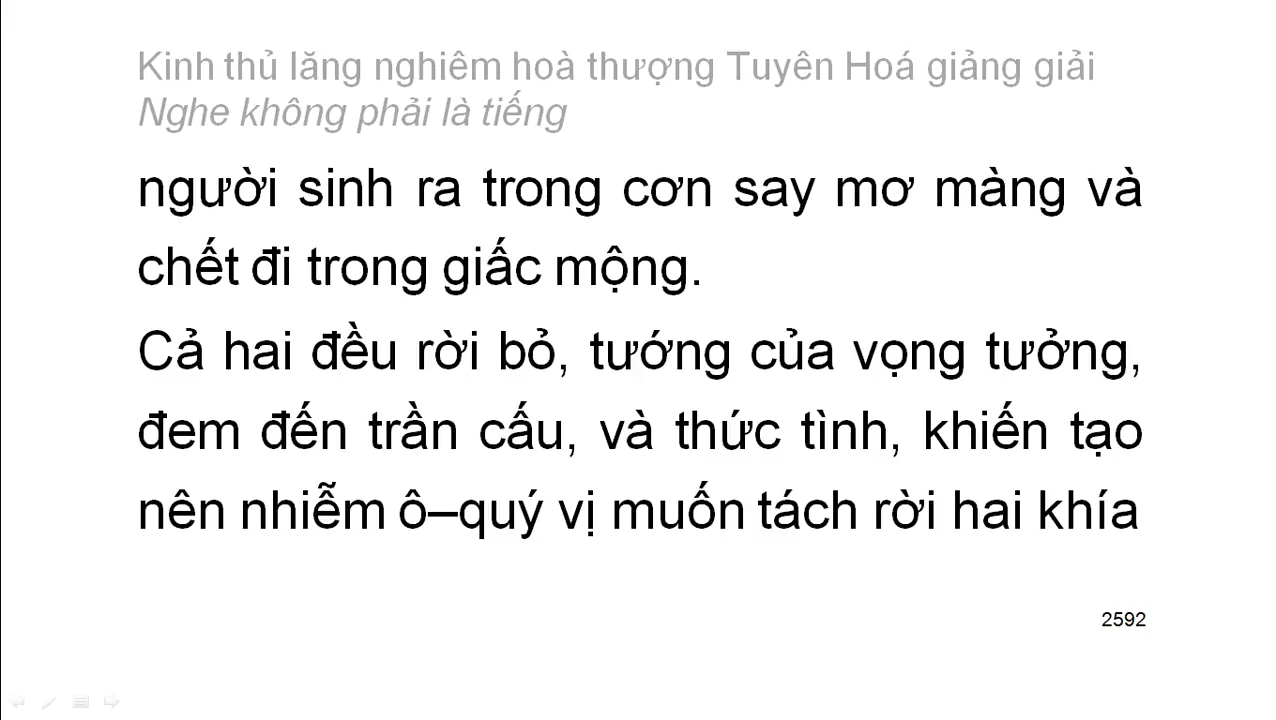 Kinh thủ lăng nghiêm hoà thượng Tuyên Hoá giảng giải
Nghe không phải là tiếng
người sinh ra trong cơn say mơ màng và
chết đi trong giấc mộng.
Cả hai đều rời bỏ, tướng của vọng tưởng,
đem đến trần cấu, và thức tình, khiến tạo
nên nhiễm ô–quý vị muốn tách rời hai khía
2592